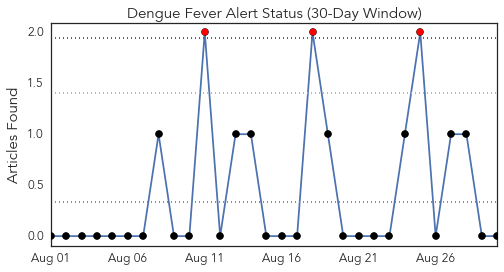 Dengue Fever Alert Status (30-Day Window)
Articles Found
2.0
1.5
1.0
0.5
0.0
Aug 01 Aug 06 Aug 11 Aug 16 Aug 21 Aug 26